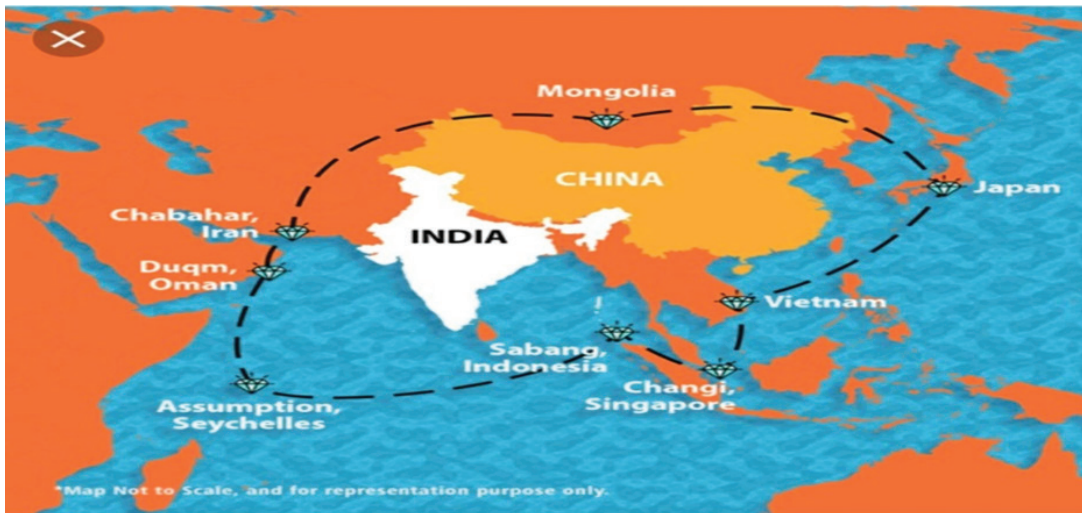 Mongolia
CHINA
Japan
Chabahar,
Iran
INDIA
Duqm,
Oman
Vietnam
Sabang,
Indonesia
Changi,
Singapore
Assumption,
Seychelles
*Map Not to Scale, and for representation purpose only.